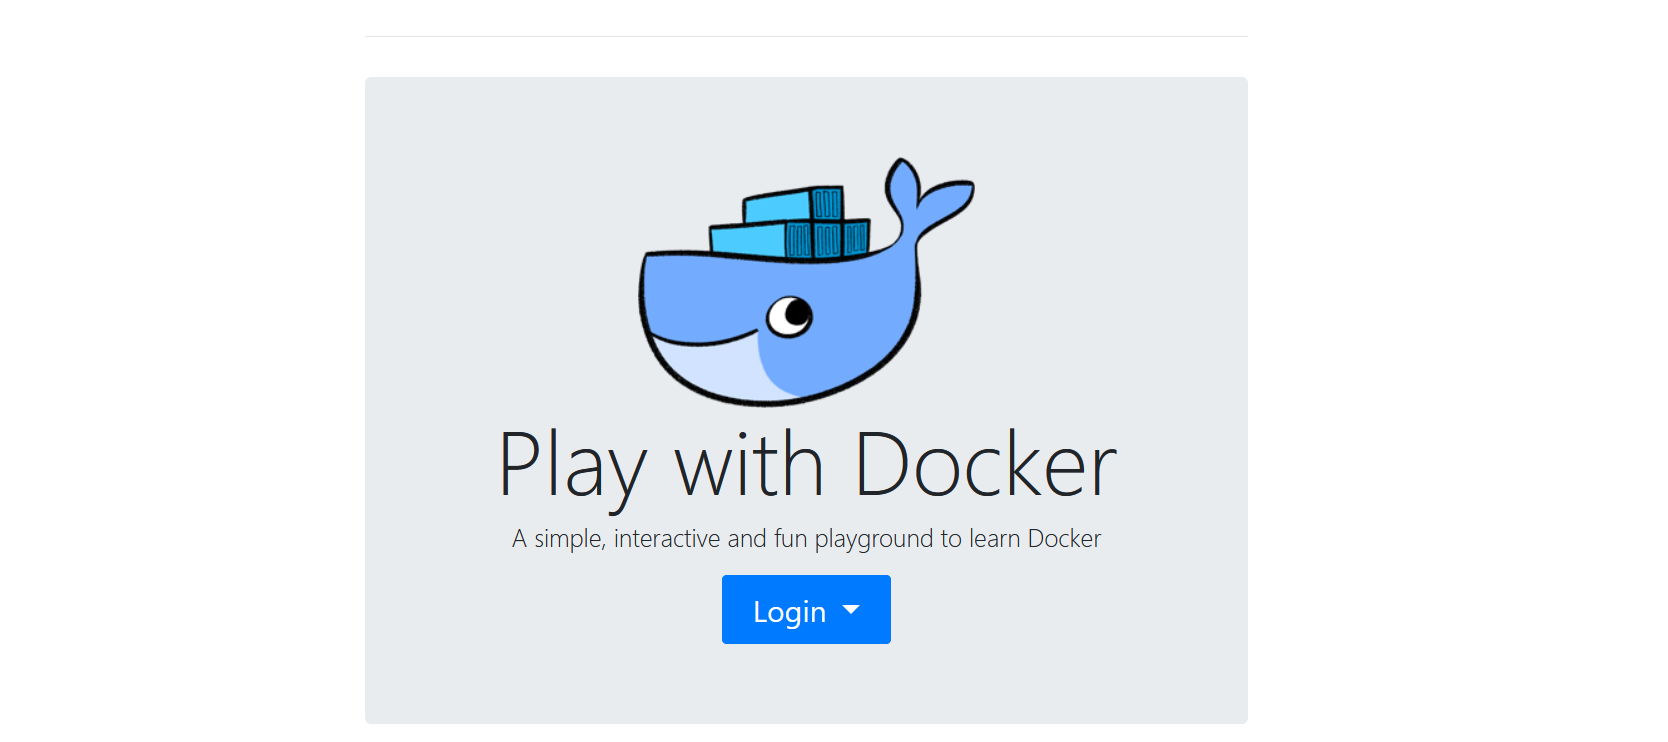 Play with Docker
A simple, interactive and fun playground to learn Docker
Login